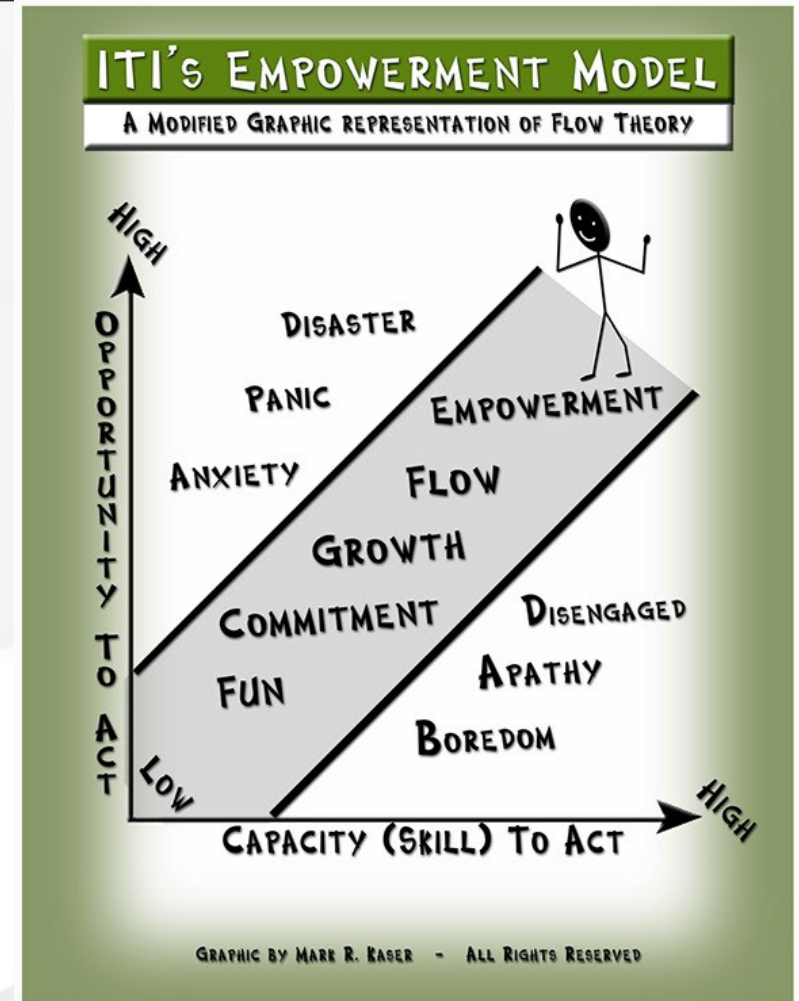 ITI's Empowerment Model
A Modified Graphic representation of Flow Theory
High
Opportunity To Act
Disaster
Panic
Anxiety
Empowerment
Flow
Growth
Commitment
Fun
Disengaged
Apathy
Boredom
Low
High
Capacity (Skill) To Act
Graphic by Mark R. Kaser - All Rights Reserved